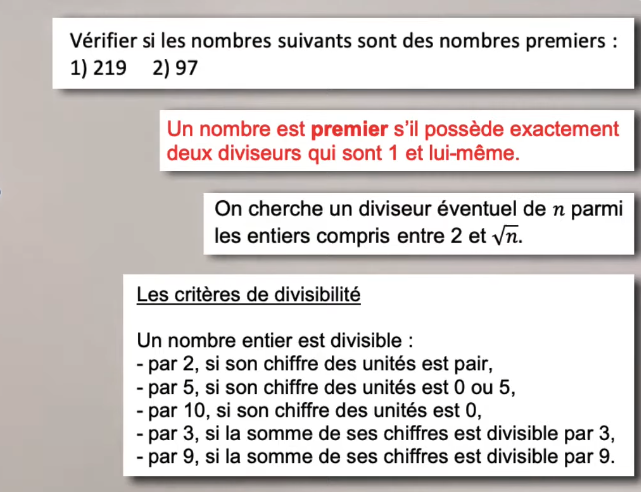 Vérifier si les nombres suivants sont des nombres premiers :
1) 219 2) 97
Un nombre est premier s'il possède exactement
deux diviseurs qui sont 1 et lui-même.
On cherche un diviseur éventuel de n parmi
les entiers compris entre 2 et √n.
Les critères de divisibilité
Un nombre entier est divisible :
- par 2, si son chiffre des unités est pair,
- par 5, si son chiffre des unités est 0 ou 5,
- par 10, si son chiffre des unités est 0,
- par 3, si la somme de ses chiffres est divisible par 3,
- par 9, si la somme de ses chiffres est divisible par 9.